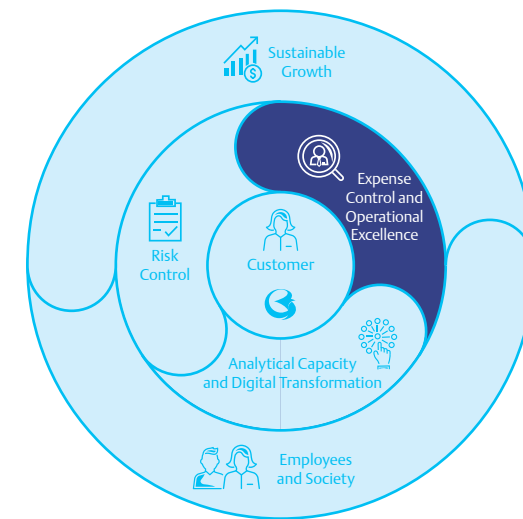 Sustainable
Growth
Expense
Control and
Operational
Excellence
Risk
Control
Customer
Analytical Capacity
and Digital Transformation
Employees
and Society